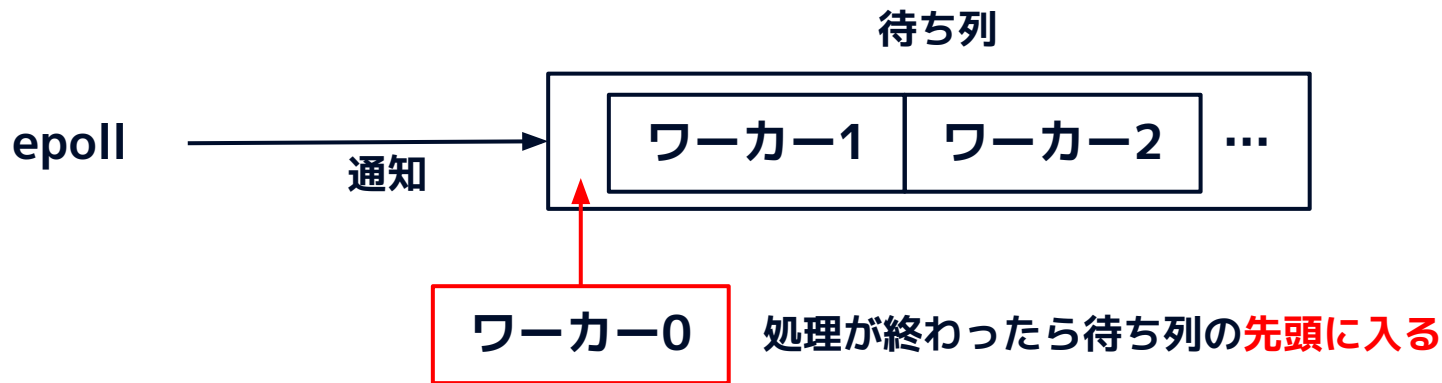 待ち列
epoll
通知
ワーカー1
ワーカー2
…
ワーカー0
処理が終わったら待ち列の先頭に入る